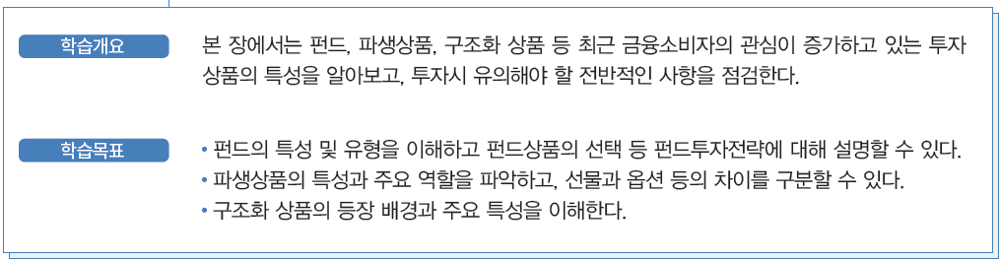 학습개요
본 장에서는 펀드, 파생상품, 구조화 상품 등 최근 금융소비자의 관심이 증가하고 있는 투자
상품의 특성을 알아보고, 투자시 유의해야 할 전반적인 사항을 점검한다.
학습목표
• 펀드의 특성 및 유형을 이해하고 펀드상품의 선택 등 펀드투자전략에 대해 설명할 수 있다.
• 파생상품의 특성과 주요 역할을 파악하고, 선물과 옵션 등의 차이를 구분할 수 있다.
• 구조화 상품의 등장 배경과 주요 특성을 이해한다.